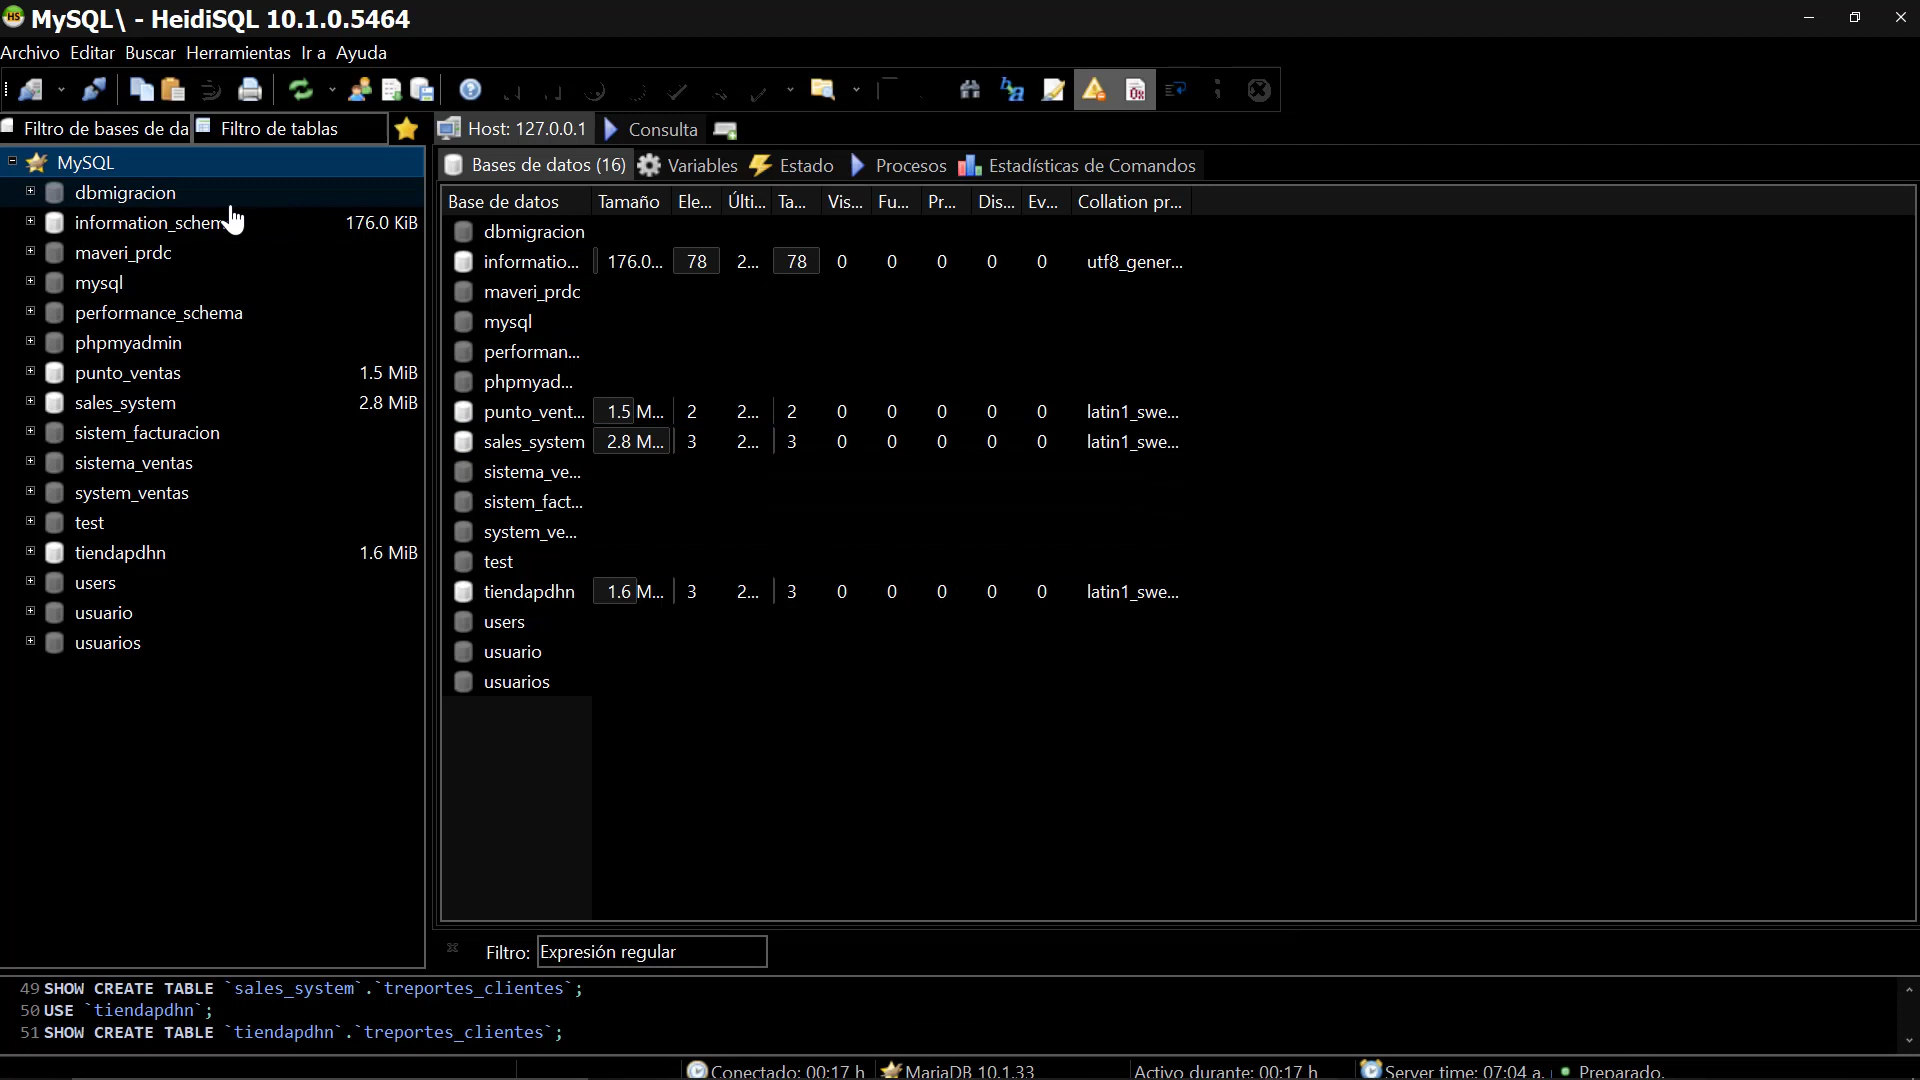 MySQL\ - HeidiSQL 10.1.0.5464
Archivo Editar Buscar Herramientas Ir a Ayuda
Filtro de bases de da Filtro de tablas Host: 127.0.0.1 Consulta
Bases de datos (16) Variables Estado Procesos Estadísticas de Comandos
MySQL
dbmigracion
information_schem 176.0 KiB
maveri_prdc
mysql
performance_schema
phpmyadmin
punto_ventas 1.5 MiB
sales_system 2.8 MiB
sistem_facturacion
sistema_ventas
system_ventas
test
tiendapdhn 1.6 MiB
users
usuario
usuarios
Base de datos Tamaño Ele... Últi... Ta... Vis... Fu... Pr... Dis... Ev... Collation pr...
dbmigracion
informatio... 176.0... 78 2... 78 0 0 0 0 0 utf8_gener...
maveri_prdc
mysql
performan...
phpmyad...
punto_vent... 1.5 M... 2 2... 2 0 0 0 0 0 latin1_swe...
sales_system 2.8 M... 3 2... 3 0 0 0 0 0 latin1_swe...
sistema_ve...
sistem_fact...
system_ve...
test
tiendapdhn 1.6 M... 3 2... 3 0 0 0 0 0 latin1_swe...
users
usuario
usuarios
Filtro: Expresión regular
49 SHOW CREATE TABLE `sales_system`.`treportes_clientes`;
50 USE `tiendapdhn`;
51 SHOW CREATE TABLE `tiendapdhn`.`treportes_clientes`;
Conectado: 00:17 h MariaDB 10.1.33 Activo durante: 00:17 h Server time: 07:04 a. Preparado.